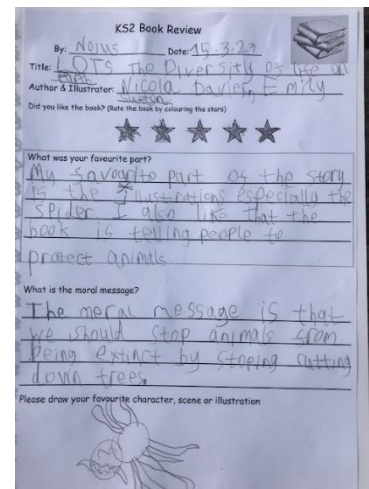 KS2 Book Review
By: Nojus Date: 15.3.23
Title: LOTS The Diversity of life on
Earth
Author & Illustrator: Nicola Davies, Emily
Sutton
Did you like the book? (Rate the book by colouring the stars)
What was your favourite part?
My favourite part of the story
is the illustrations especially the
spider. I also like that the
book is telling people to
protect animals
What is the moral message?
The moral message is that
we should stop animals from
being extinct by stoping cutting
down trees.
Please draw your favourite character, scene or illustration